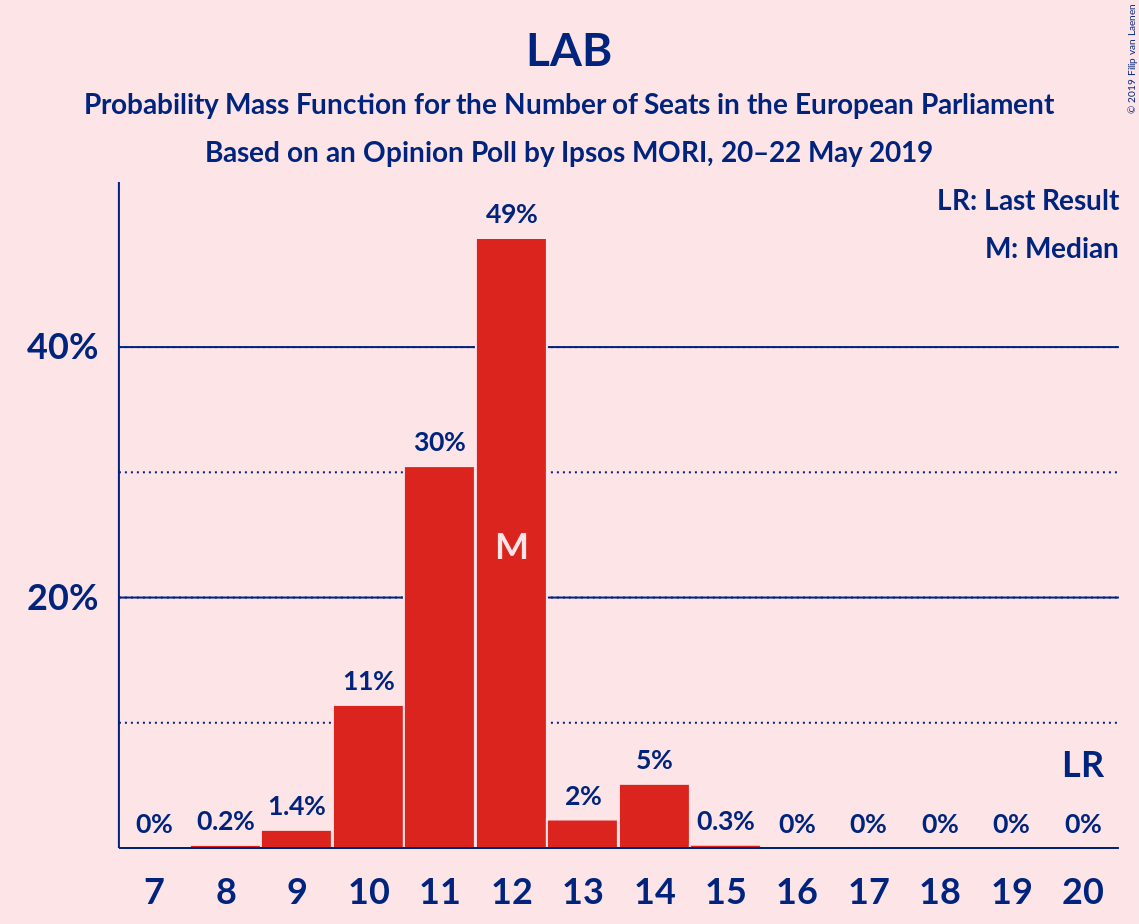 LAB
Probability Mass Function for the Number of Seats in the European Parliament
Based on an Opinion Poll by Ipsos MORI, 20–22 May 2019
© 2019 Filip van Laenen
LR: Last Result
M: Median
49%
40%
30%
M
20%
11%
5%
LR
2%
1.4%
0% 0.2% 0.3% 0% 0% 0% 0% 0%
7 8 9 10 11 12 13 14 15 16 17 18 19 20